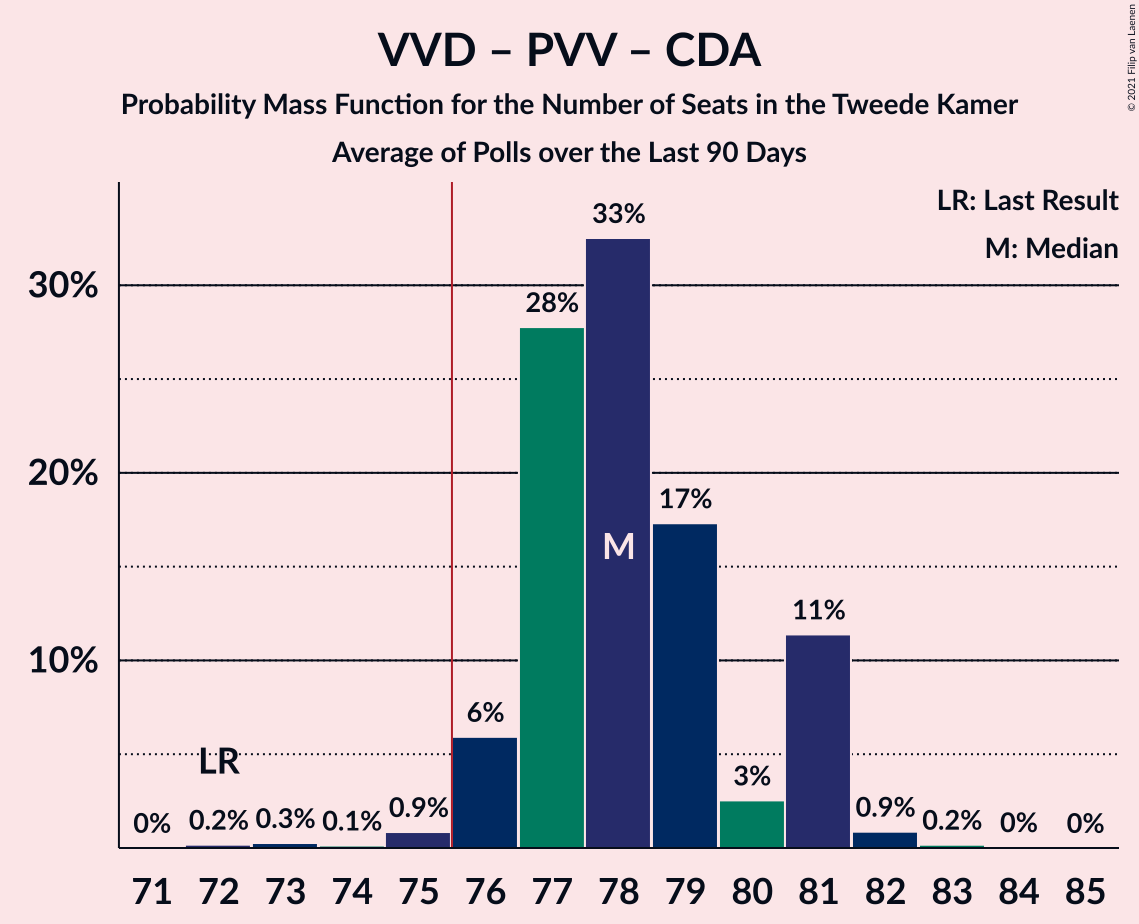 VVD – PVV – CDA
Probability Mass Function for the Number of Seats in the Tweede Kamer
Average of Polls over the Last 90 Days
© 2021 Filip van Laenen
LR: Last Result
M: Median
33%
30%
28%
20%
17%
M
11%
10%
6%
LR
3%
0% 0.2% 0.3% 0.1% 0.9% 0.9% 0.2% 0% 0%
71 72 73 74 75 76 77 78 79 80 81 82 83 84 85